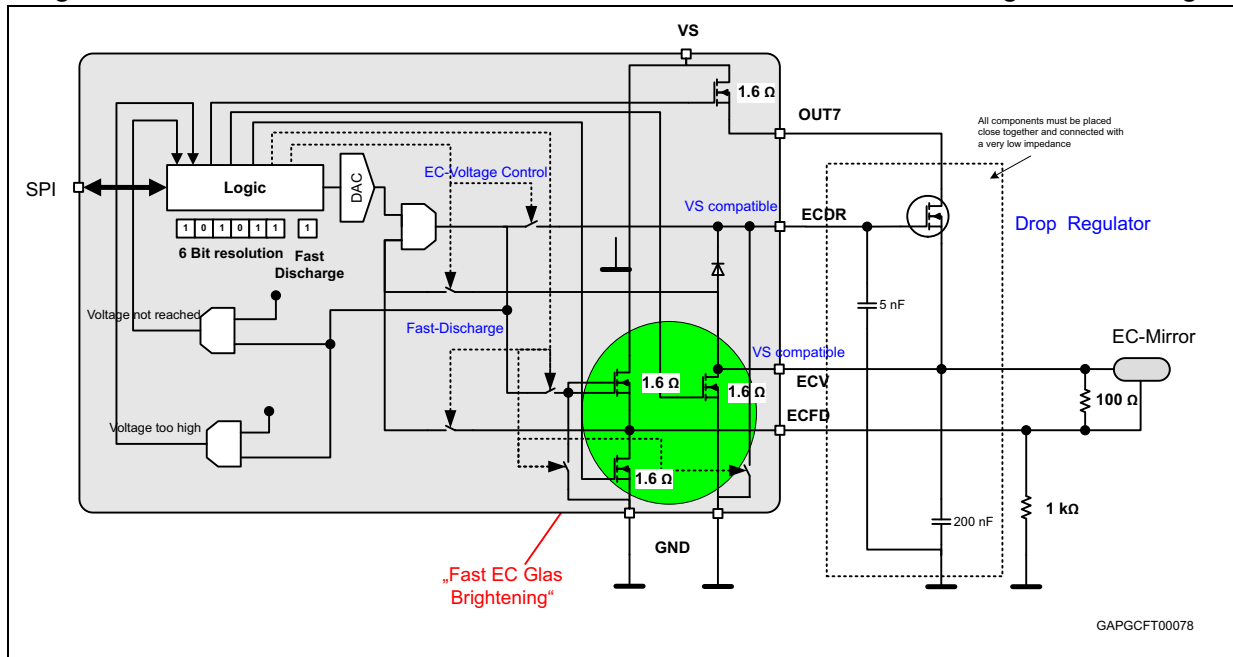 VS
1.6 Ω
OUT7
All components must be placed
close together and connected with
a very low impedance
SPI
Logic
DAC
EC-Voltage Control
VS compatible
ECDR
Drop Regulator
1 0 1 0 1 1
1
6 Bit resolution
Fast
Discharge
5 nF
Voltage not reached
Fast-Discharge
VS compatible
EC-Mirror
1.6 Ω
1.6 Ω
ECV
100 Ω
ECFD
Voltage too high
1.6 Ω
1 kΩ
200 nF
GND
„Fast EC Glas
Brightening“
GAPGCFT00078